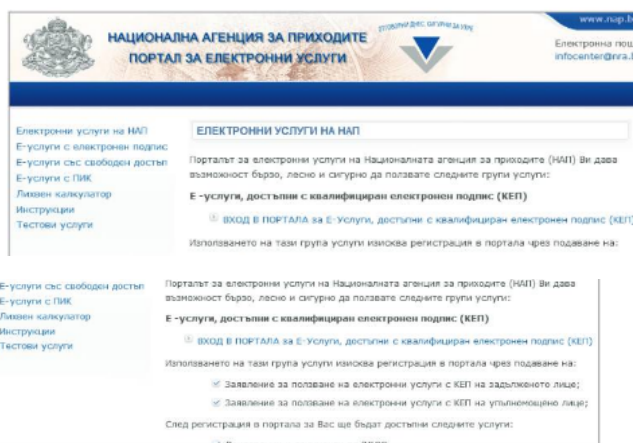 НАЦИОНАЛНА АГЕНЦИЯ ЗА ПРИХОДИТЕ
ПОРТАЛ ЗА ЕЛЕКТРОННИ УСЛУГИ
www.nap.b
Електронна пощ
infocenter@nra.b
Електронни услуги на НАП
Е-услуги с електронен подпис
Е-услуги със свободен достъп
Е-услуги с ПИК
Лихвен калкулатор
Инструкции
Тестови услуги
ЕЛЕКТРОННИ УСЛУГИ НА НАП
Порталът за електронни услуги на Националната агенция за приходите (НАП) Ви дава
възможност бързо, лесно и сигурно да ползвате следните групи услуги:
Е -услуги, достъпни с квалифициран електронен подпис (КЕП)
ВХОД В ПОРТАЛА за Е-Услуги, достъпни с квалифициран електронен подпис (КЕП)
Използването на тази група услуги изисква регистрация в портала чрез подаване на:
Е-услуги със свободен достъп
Е-услуги с ПИК
Лихвен калкулатор
Инструкции
Тестови услуги
Порталът за електронни услуги на Националната агенция за приходите (НАП) Ви дава
възможност бързо, лесно и сигурно да ползвате следните групи услуги:
Е -услуги, достъпни с квалифициран електронен подпис (КЕП)
ВХОД В ПОРТАЛА за Е-Услуги, достъпни с квалифициран електронен подпис (КЕП)
Използването на тази група услуги изисква регистрация в портала чрез подаване на:
Заявление за ползване на електронни услуги с КЕП на задълженото лице;
Заявление за ползване на електронни услуги с КЕП на упълномощено лице;
След регистрация в портала за Вас ще бъдат достъпни следните услуги: